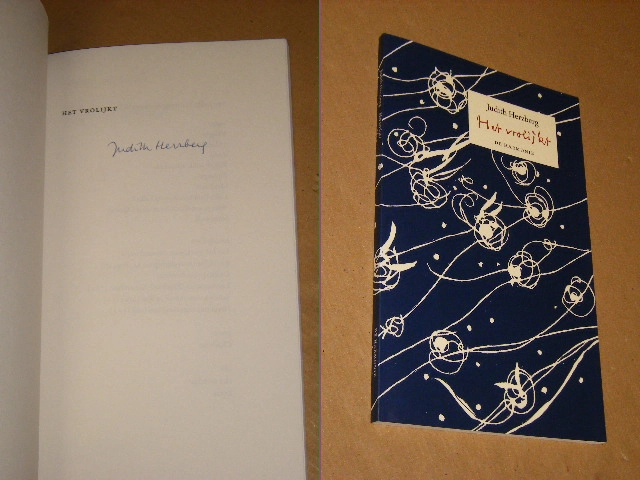 HET VROLIJKT
Judith Herzberg
Judith Herzberg
Het vrolijkt
DE HARMONIE